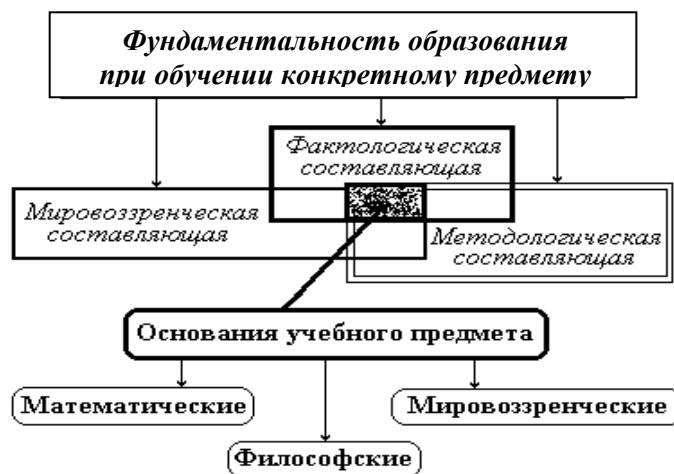 Фундаментальность образования
при обучении конкретному предмету
Фактологическая
составляющая
Мировоззренческая
составляющая
Методологическая
составляющая
Основания учебного предмета
Математические
Мировоззренческие
Философские